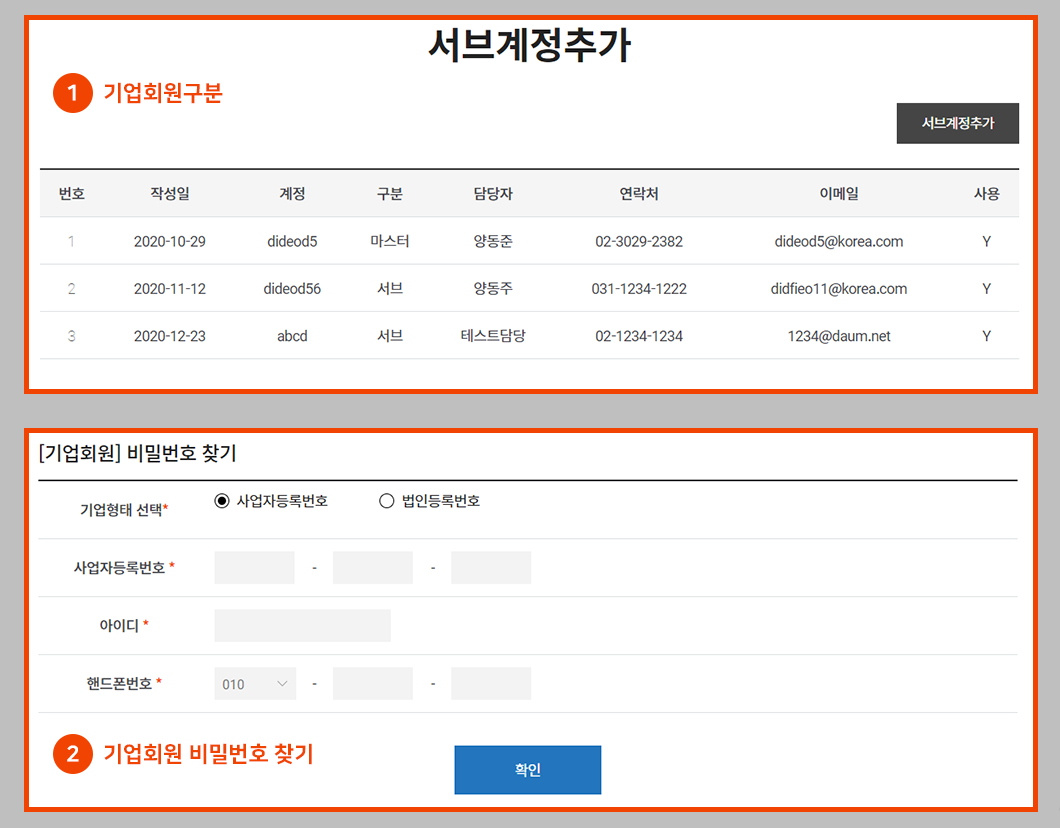 서브계정추가
1 기업회원구분
서브계정추가
번호 작성일 계정 구분 담당자 연락처 이메일 사용
1 2020-10-29 dideod5 마스터 양동준 02-3029-2382 dideod5@korea.com Y
2 2020-11-12 dideod56 서브 양동주 031-1234-1222 didfieo11@korea.com Y
3 2020-12-23 abcd 서브 테스트담당 02-1234-1234 1234@daum.net Y
[기업회원] 비밀번호 찾기
기업형태 선택* 사업자등록번호 법인등록번호
사업자등록번호 * - -
아이디 *
핸드폰번호 * 010 - -
2 기업회원 비밀번호 찾기
확인